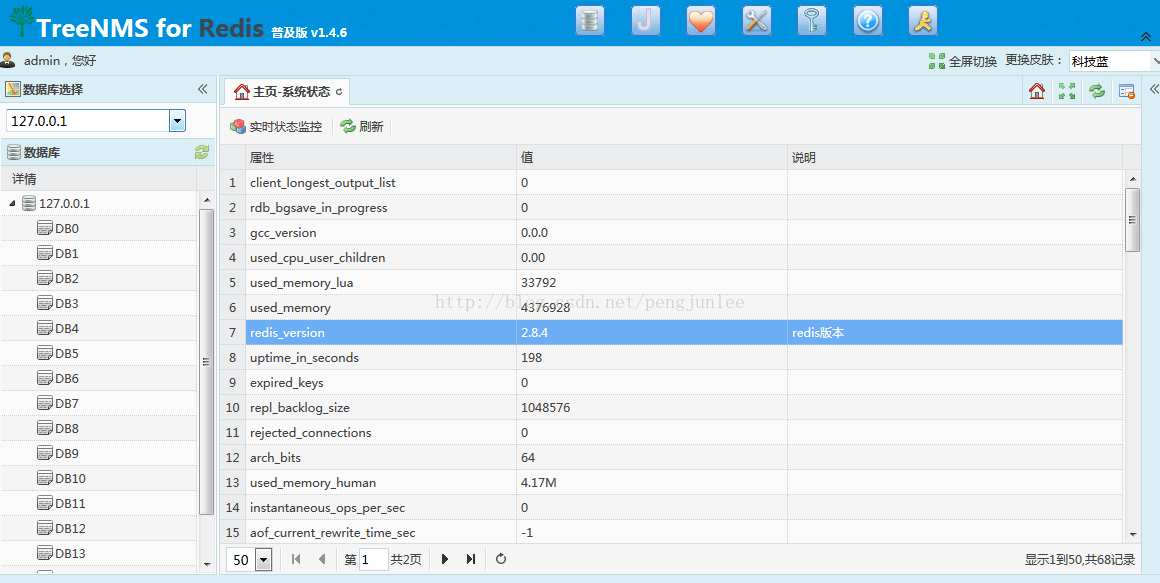 TreeNMS for Redis 普及版 v1.4.6
admin，您好
全屏切换 更换皮肤： 科技蓝
数据库选择
127.0.0.1
数据库
详情
127.0.0.1
DB0
DB1
DB2
DB3
DB4
DB5
DB6
DB7
DB8
DB9
DB10
DB11
DB12
DB13
主页-系统状态
实时状态监控 刷新
属性 值 说明
1 client_longest_output_list 0
2 rdb_bgsave_in_progress 0
3 gcc_version 0.0.0
4 used_cpu_user_children 0.00
5 used_memory_lua 33792
6 used_memory 4376928
http://blog.csdn.net/pengjunlee
7 redis_version 2.8.4 redis版本
8 uptime_in_seconds 198
9 expired_keys 0
10 repl_backlog_size 1048576
11 rejected_connections 0
12 arch_bits 64
13 used_memory_human 4.17M
14 instantaneous_ops_per_sec 0
15 aof_current_rewrite_time_sec -1
50 第 1 共2页 显示1到50,共68记录